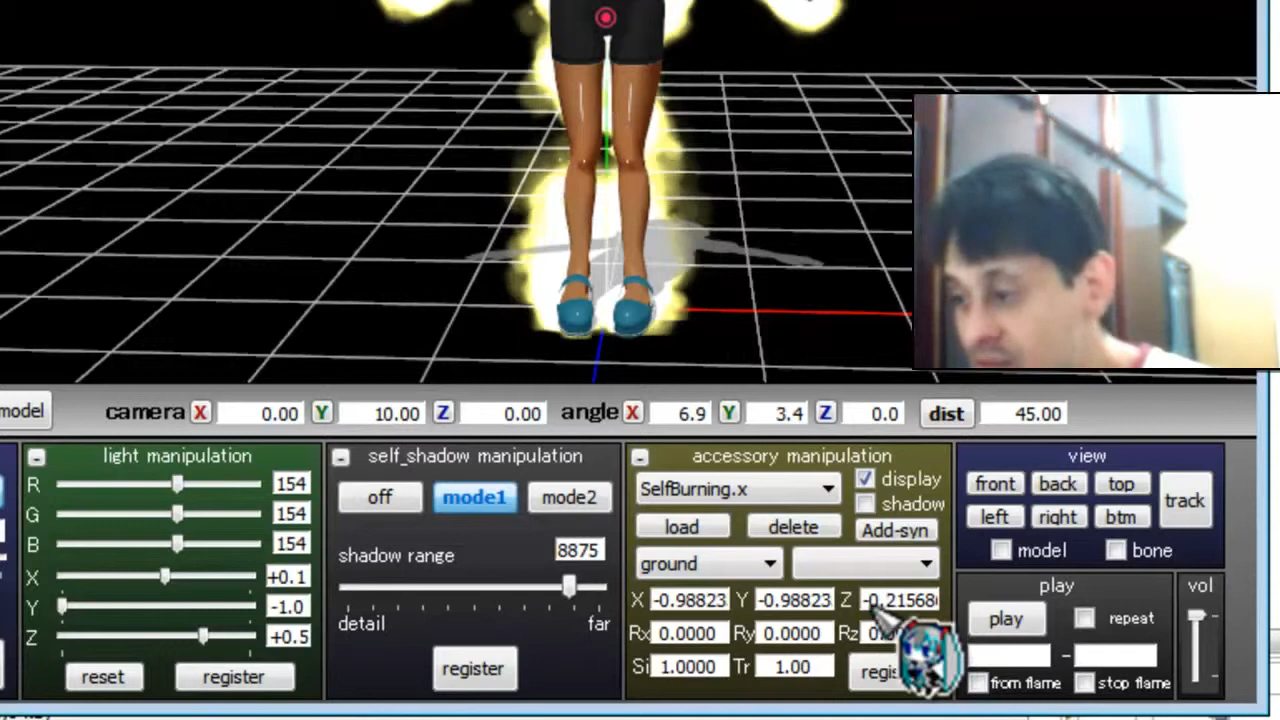 model camera X 0.00 Y 10.00 Z 0.00 angle X 6.9 Y 3.4 Z 0.0 dist 45.00
- light manipulation
R 154
G 154
B 154
X +0.1
Y -1.0
Z +0.5
reset register
- self_shadow manipulation
off mode1 mode2
shadow range 8875
detail far
register
- accessory manipulation
SelfBurning.x display
shadow
load delete Add-syn
ground
X -0.98823 Y -0.98823 Z -0.21568
Rx 0.0000 Ry 0.0000 Rz
Si 1.0000 Tr 1.00
view
front back top track
left right btm
model bone
play
play repeat
-
from flame stop flame
vol